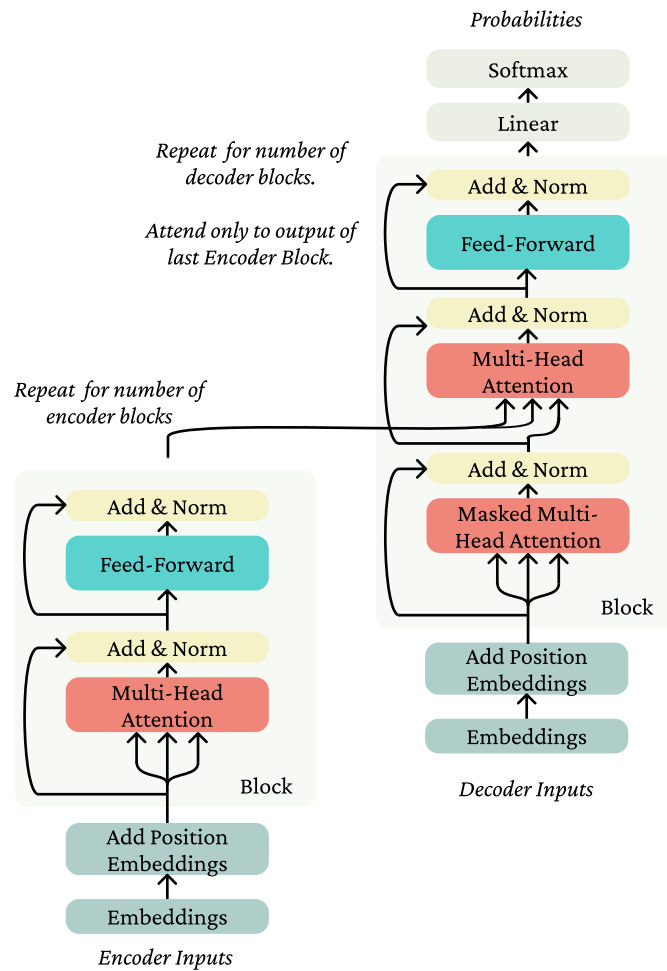 Probabilities
Softmax
Linear
Repeat for number of
decoder blocks.
Attend only to output of
last Encoder Block.
Add & Norm
Feed-Forward
Add & Norm
Multi-Head
Attention
Add & Norm
Masked Multi-
Head Attention
Block
Add Position
Embeddings
Embeddings
Decoder Inputs
Repeat for number of
encoder blocks
Add & Norm
Feed-Forward
Add & Norm
Multi-Head
Attention
Block
Add Position
Embeddings
Embeddings
Encoder Inputs